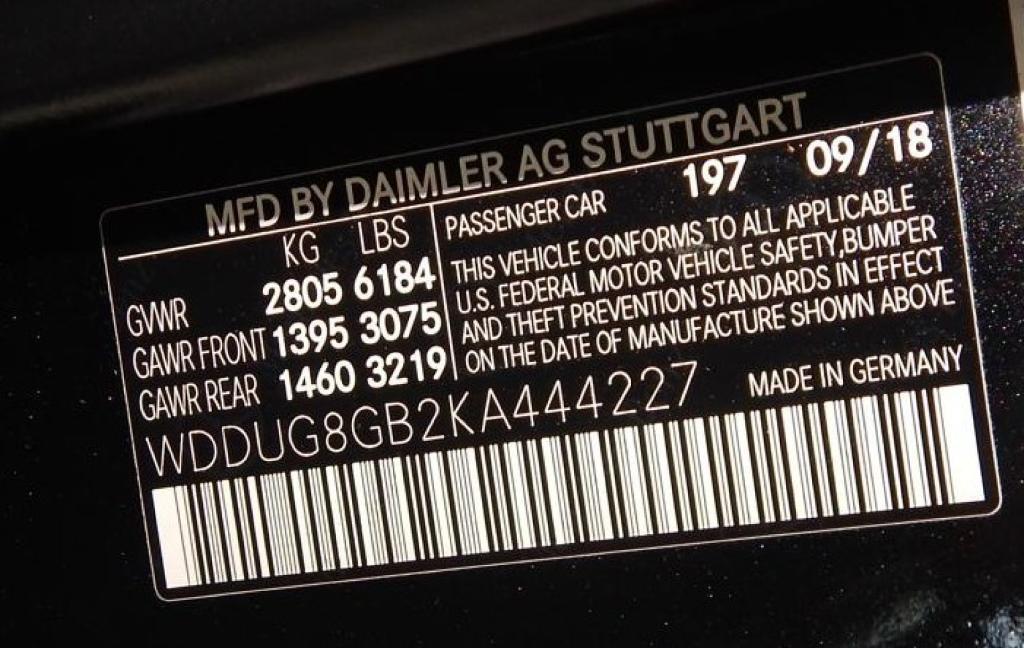 MFD BY DAIMLER AG STUTTGART
KG LBS
GVWR 2805 6184
GAWR FRONT 1395 3075
GAWR REAR 1460 3219
PASSENGER CAR 197 09/18
THIS VEHICLE CONFORMS TO ALL APPLICABLE
U.S. FEDERAL MOTOR VEHICLE SAFETY,BUMPER
AND THEFT PREVENTION STANDARDS IN EFFECT
ON THE DATE OF MANUFACTURE SHOWN ABOVE
WDDUG8GB2KA444227 MADE IN GERMANY